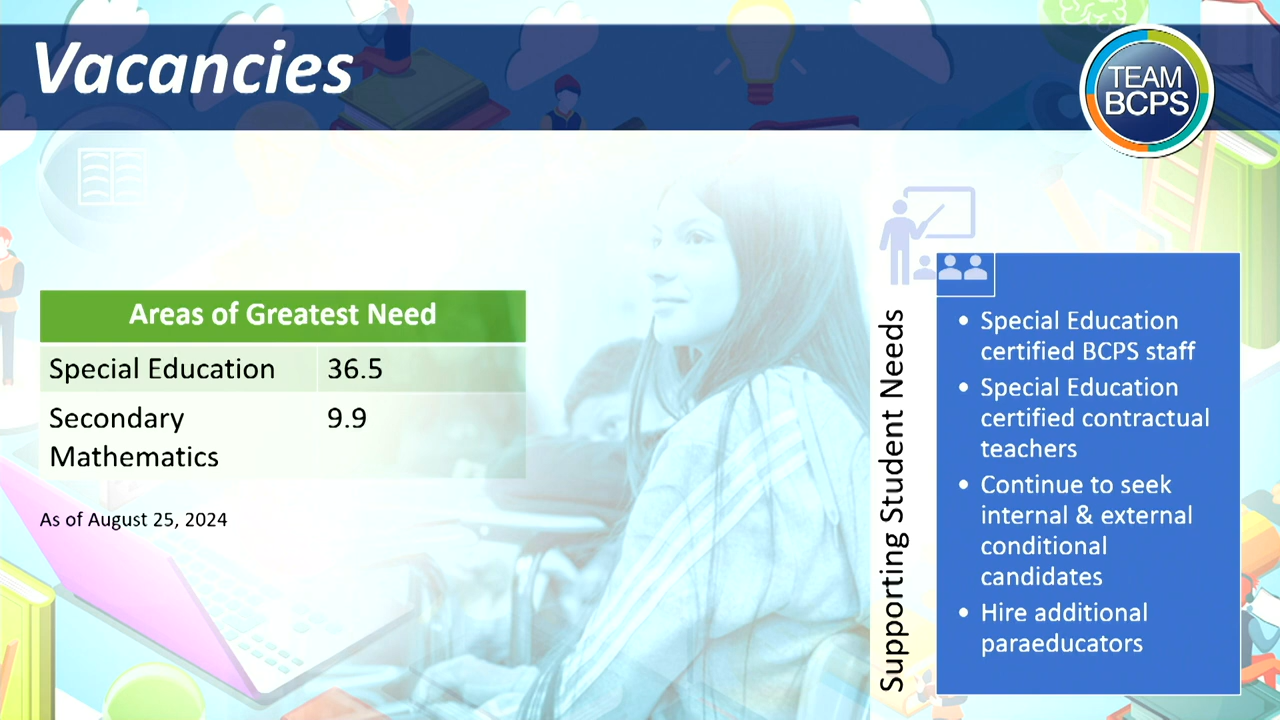 Vacancies
TEAM
BCPS
Areas of Greatest Need
Special Education 36.5
Secondary 9.9
Mathematics
As of August 25, 2024
Supporting Student Needs
• Special Education
certified BCPS staff
• Special Education
certified contractual
teachers
• Continue to seek
internal & external
conditional
candidates
• Hire additional
paraeducators